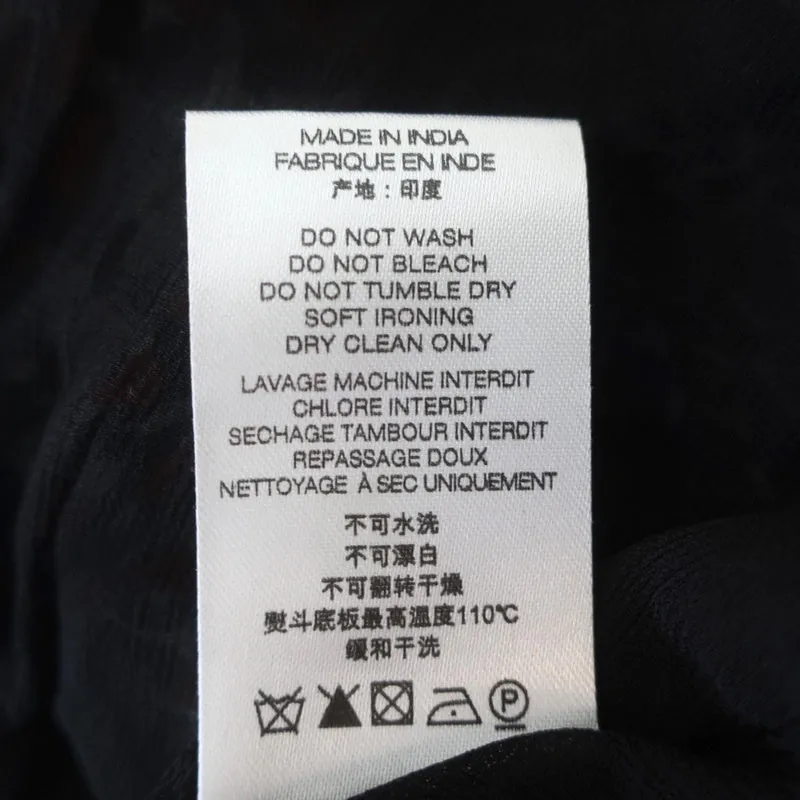 MADE IN INDIA
FABRIQUE EN INDE
产地：印度
DO NOT WASH
DO NOT BLEACH
DO NOT TUMBLE DRY
SOFT IRONING
DRY CLEAN ONLY
LAVAGE MACHINE INTERDIT
CHLORE INTERDIT
SECHAGE TAMBOUR INTERDIT
REPASSAGE DOUX
NETTOYAGE À SEC UNIQUEMENT
不可水洗
不可漂白
不可翻转干燥
熨斗底板最高温度110℃
缓和干洗
P